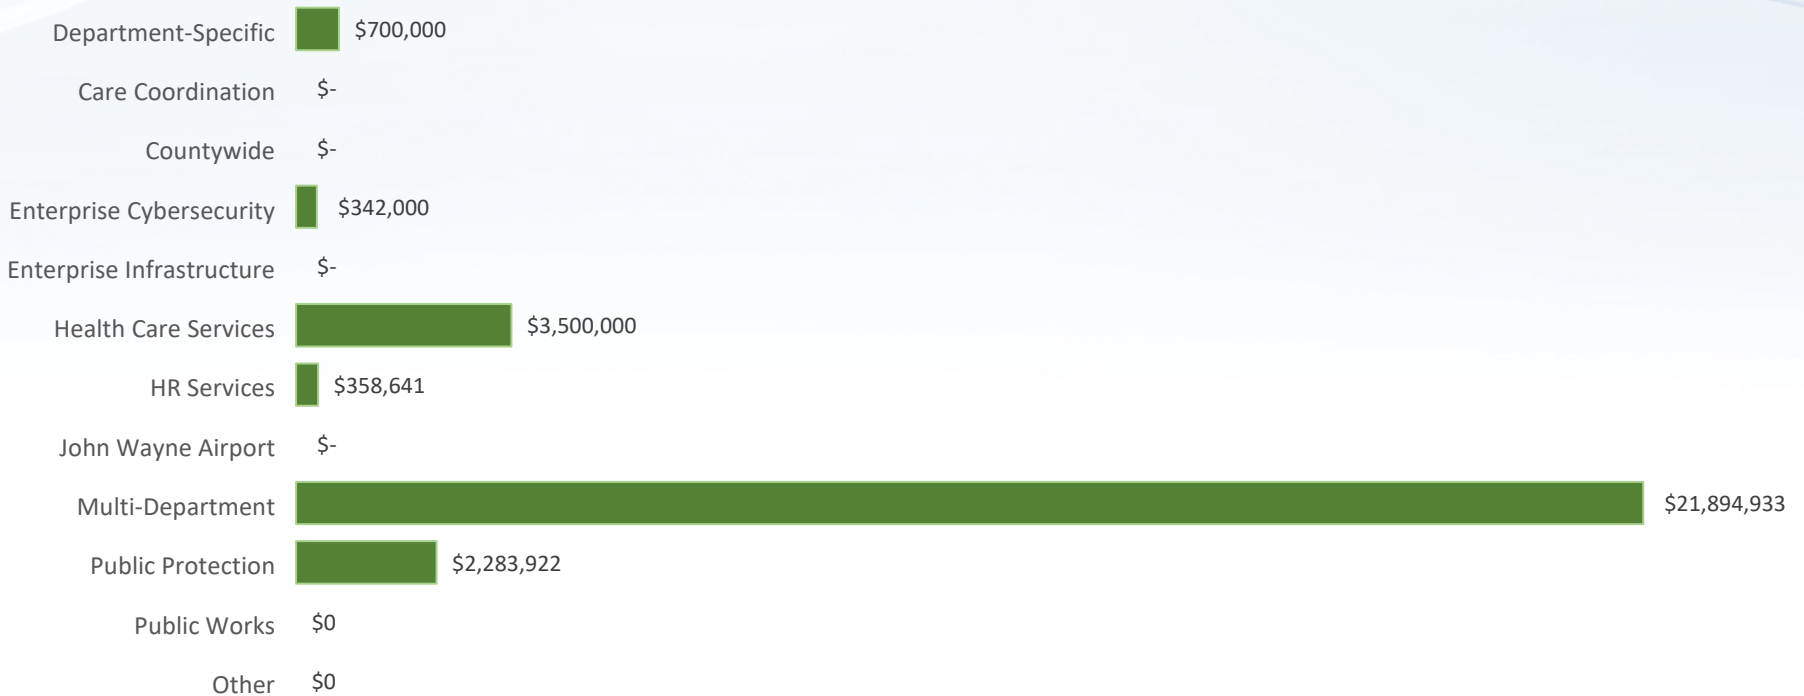 Department-Specific $700,000
Care Coordination $-
Countywide $-
Enterprise Cybersecurity $342,000
Enterprise Infrastructure $-
Health Care Services $3,500,000
HR Services $358,641
John Wayne Airport $-
Multi-Department $21,894,933
Public Protection $2,283,922
Public Works $0
Other $0